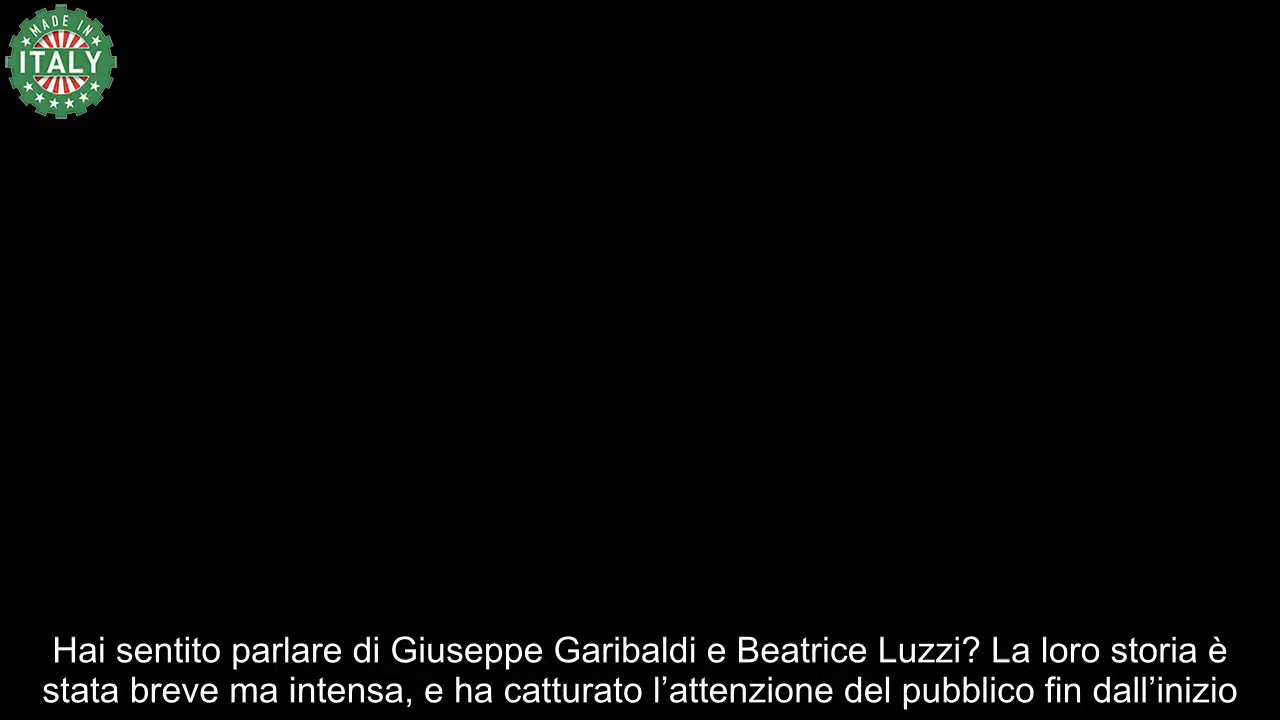 MADE IN
ITALY
Hai sentito parlare di Giuseppe Garibaldi e Beatrice Luzzi? La loro storia è
stata breve ma intensa, e ha catturato l’attenzione del pubblico fin dall’inizio